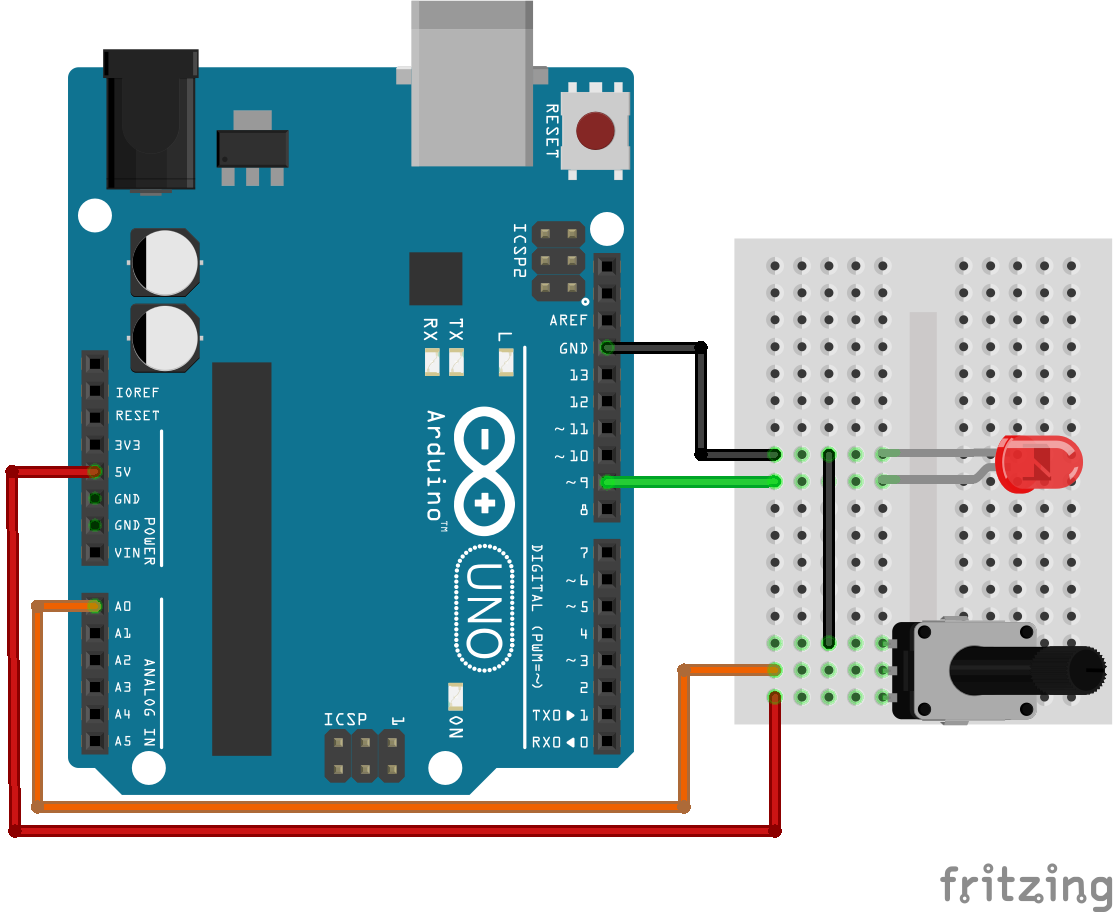 RESET
ICSP2
AREF
GND
13
12
~11
~10
~9
8
RX
TX
L
IOREF
RESET
3V3
5V
GND
GND
VIN
POWER
Arduino™
UNO
DIGITAL (PWM=~)
7
~6
~5
4
~3
2
TX0▶1
RX0◀0
A0
A1
A2
A3
A4
A5
ANALOG IN
ICSP
1
ON
fritzing